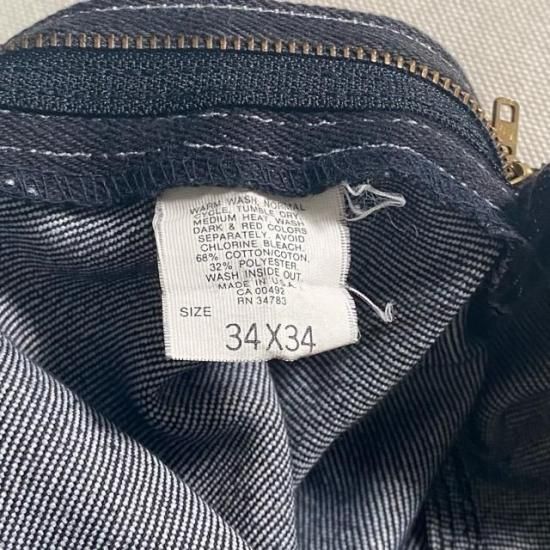 WARM WASH, NORMAL
CYCLE, TUMBLE DRY,
MEDIUM HEAT, WASH
DARK & RED COLORS
SEPARATELY, AVOID
CHLORINE BLEACH.
68% COTTON/COTON,
32% POLYESTER,
WASH INSIDE OUT.
MADE IN U.S.A.
CA 00492
RN 34783
SIZE
34X34